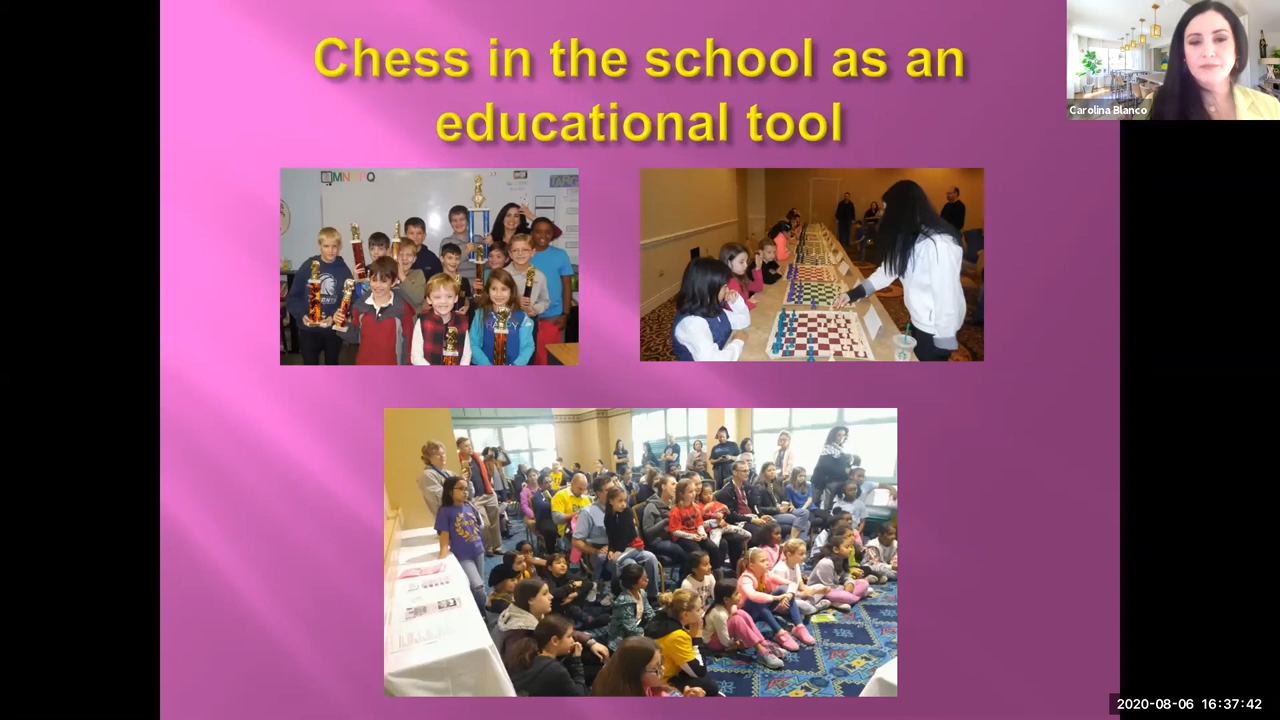 Chess in the school as an
educational tool
Carolina Blanco
2020-08-06 16:37:42